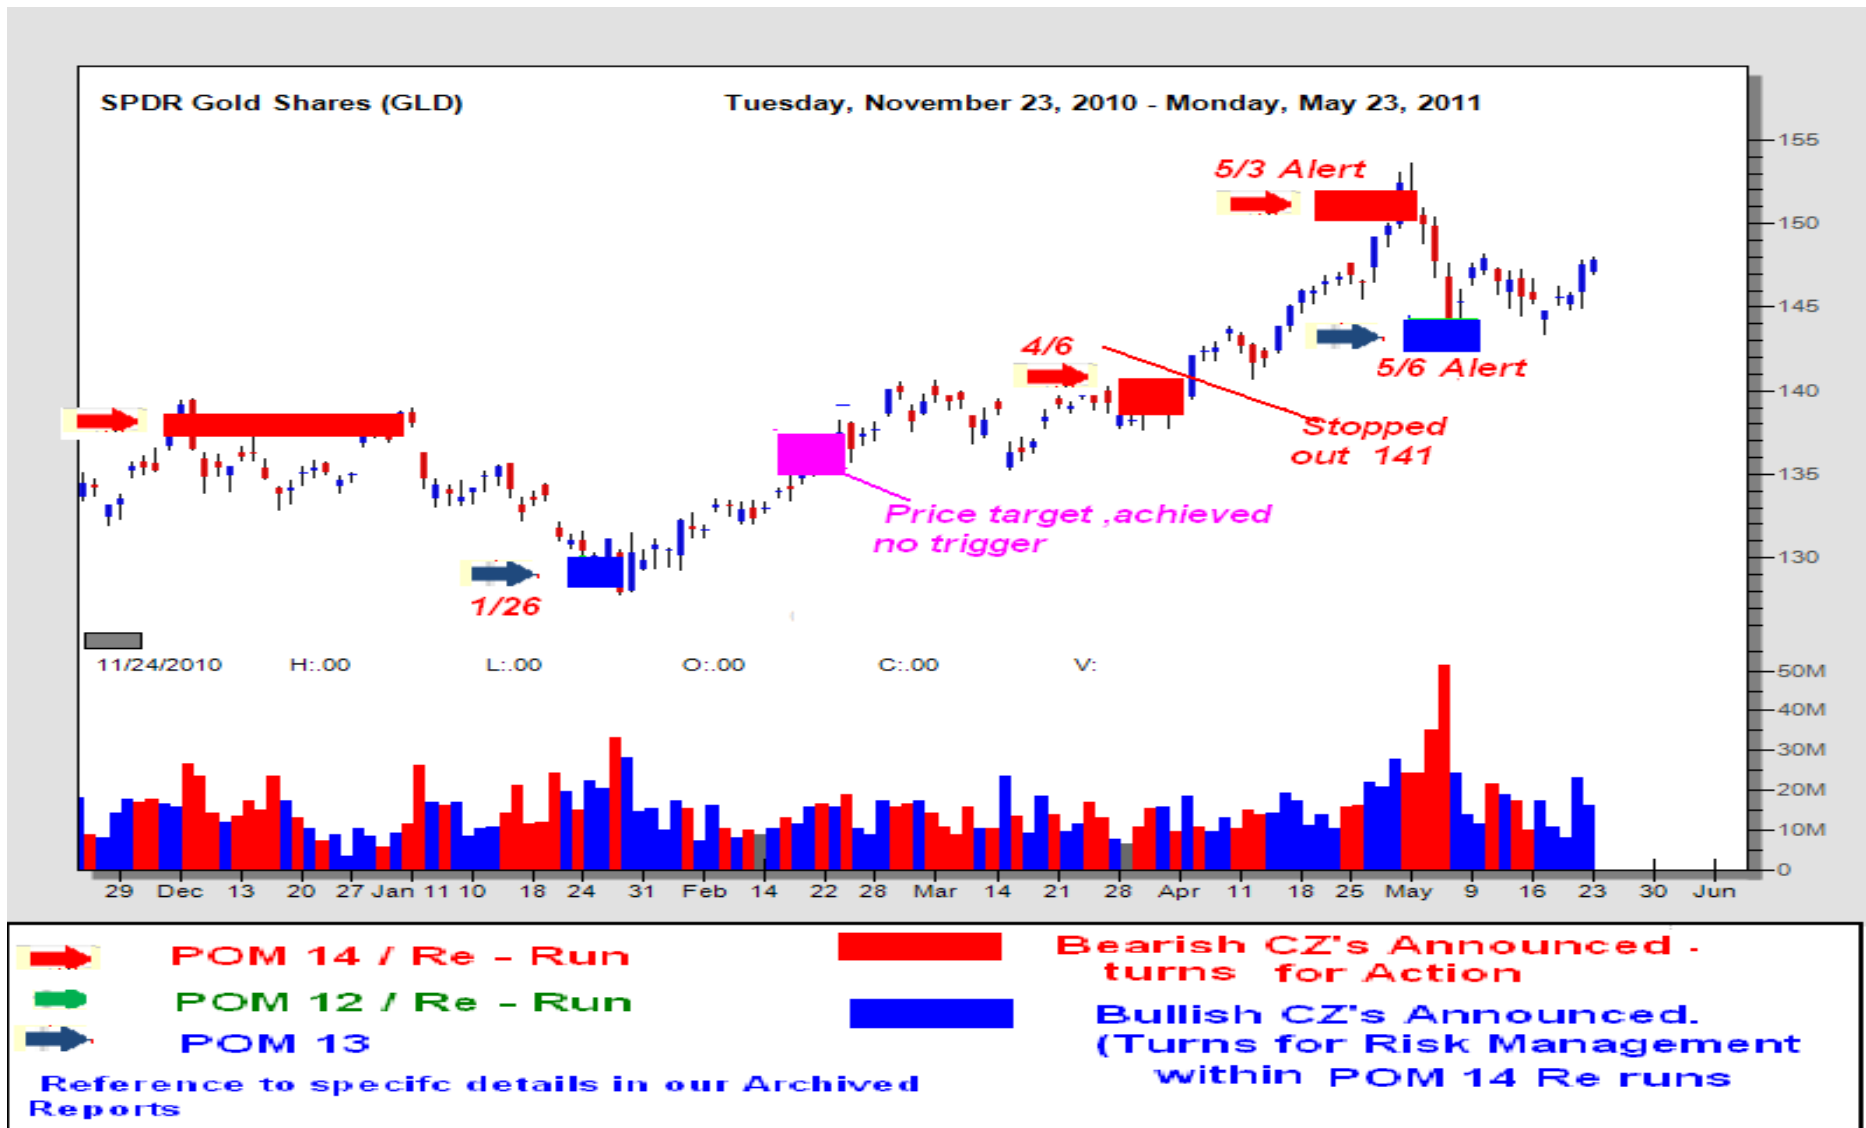 SPDR Gold Shares (GLD) Tuesday, November 23, 2010 - Monday, May 23, 2011
155
5/3 Alert
150
145
4/6
5/6 Alert
140
Stopped
out 141
135
Price target ,achieved
no trigger
130
1/26
11/24/2010 H:.00 L:.00 O:.00 C:.00 V:
50M
40M
30M
20M
10M
0
29 Dec 13 20 27 Jan 11 10 18 24 31 Feb 14 22 28 Mar 14 21 28 Apr 11 18 25 May 9 16 23 30 Jun
POM 14 / Re - Run
POM 12 / Re - Run
POM 13
Reference to specifc details in our Archived
Reports
Bearish CZ's Announced -
turns for Action
Bullish CZ's Announced.
(Turns for Risk Management
within POM 14 Re runs